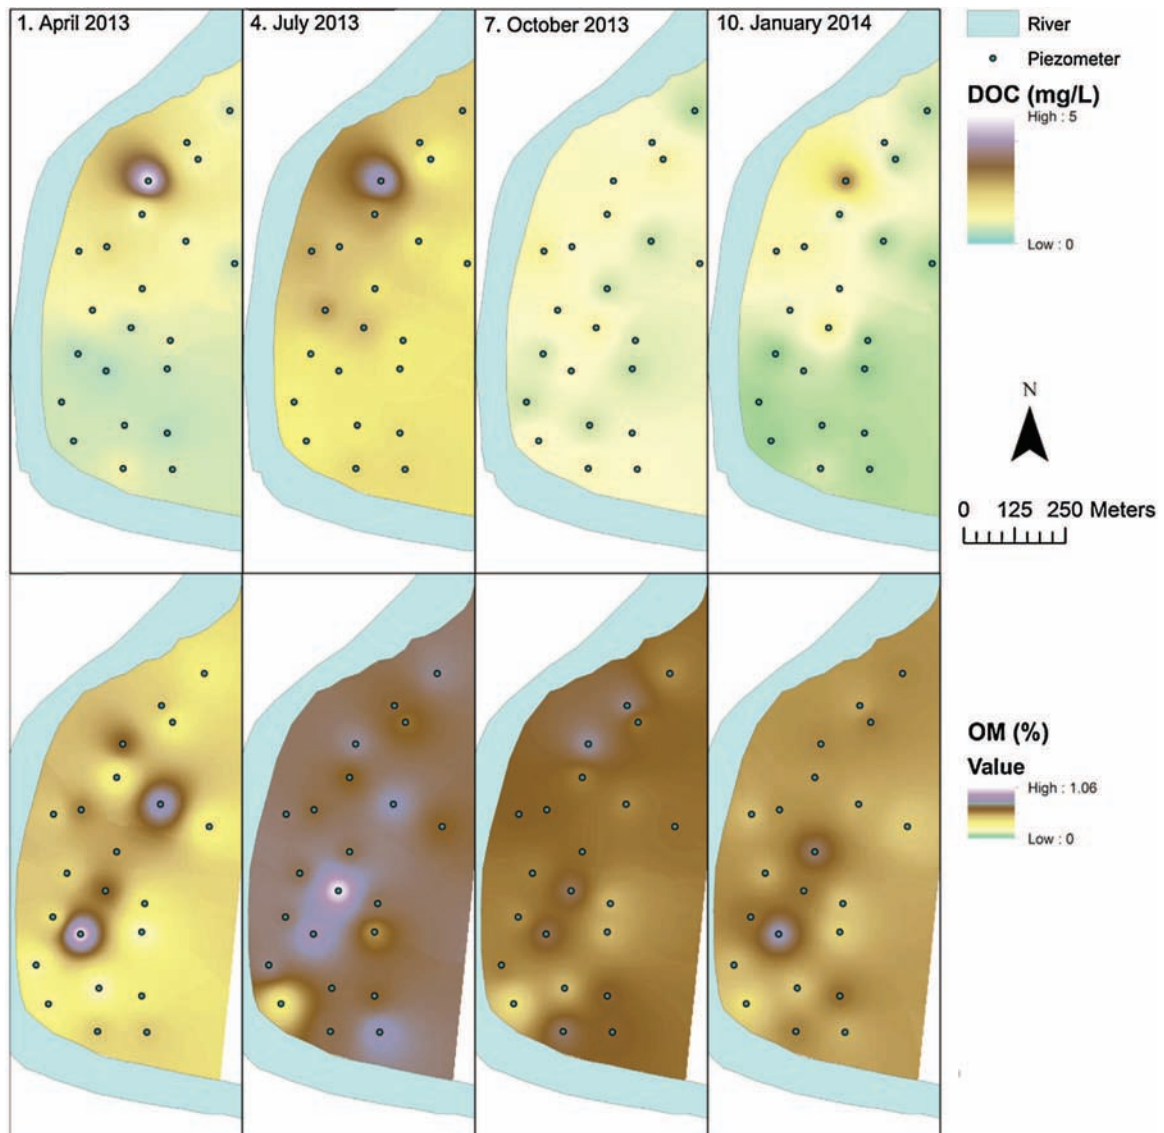 1. April 2013
4. July 2013
7. October 2013
10. January 2014
River
Piezometer
DOC (mg/L)
High : 5
Low : 0
N
0 125 250 Meters
OM (%)
Value
High : 1.06
Low : 0